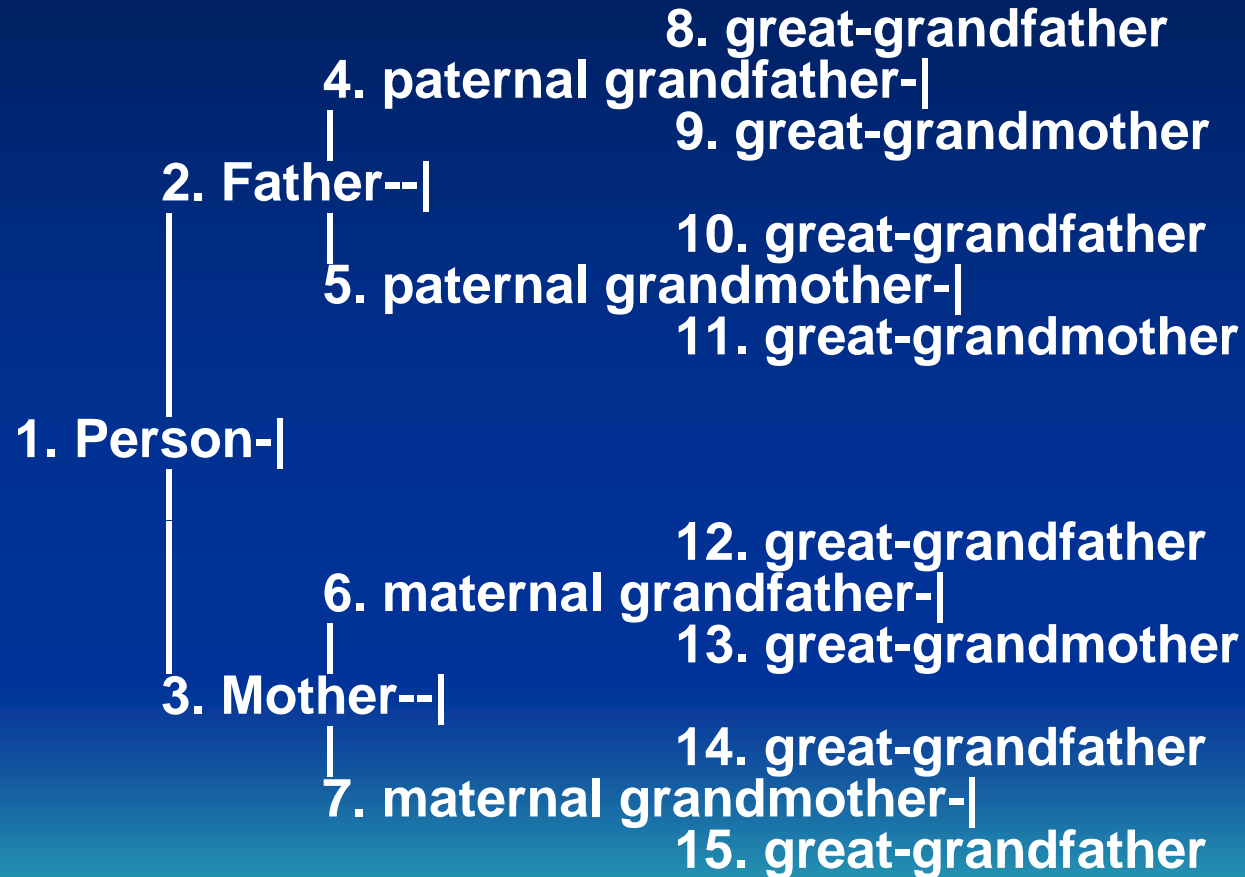 8. great-grandfather
4. paternal grandfather-|
|
9. great-grandmother
2. Father--|
|
10. great-grandfather
5. paternal grandmother-|
11. great-grandmother
1. Person-|
12. great-grandfather
6. maternal grandfather-|
|
13. great-grandmother
3. Mother--|
|
14. great-grandfather
7. maternal grandmother-|
15. great-grandfather